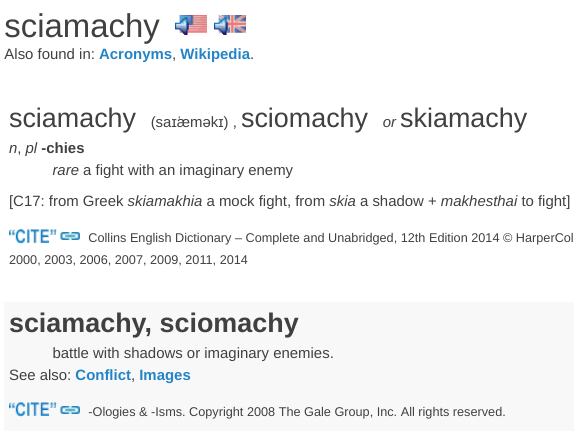 sciamachy
Also found in: Acronyms, Wikipedia.
sciamachy (saɪˈæməkɪ) , sciomachy or skiamachy
n, pl -chies
rare a fight with an imaginary enemy
[C17: from Greek skiamakhia a mock fight, from skia a shadow + makhesthai to fight]
“CITE” Collins English Dictionary – Complete and Unabridged, 12th Edition 2014 © HarperCol
2000, 2003, 2006, 2007, 2009, 2011, 2014
sciamachy, sciomachy
battle with shadows or imaginary enemies.
See also: Conflict, Images
“CITE” -Ologies & -Isms. Copyright 2008 The Gale Group, Inc. All rights reserved.